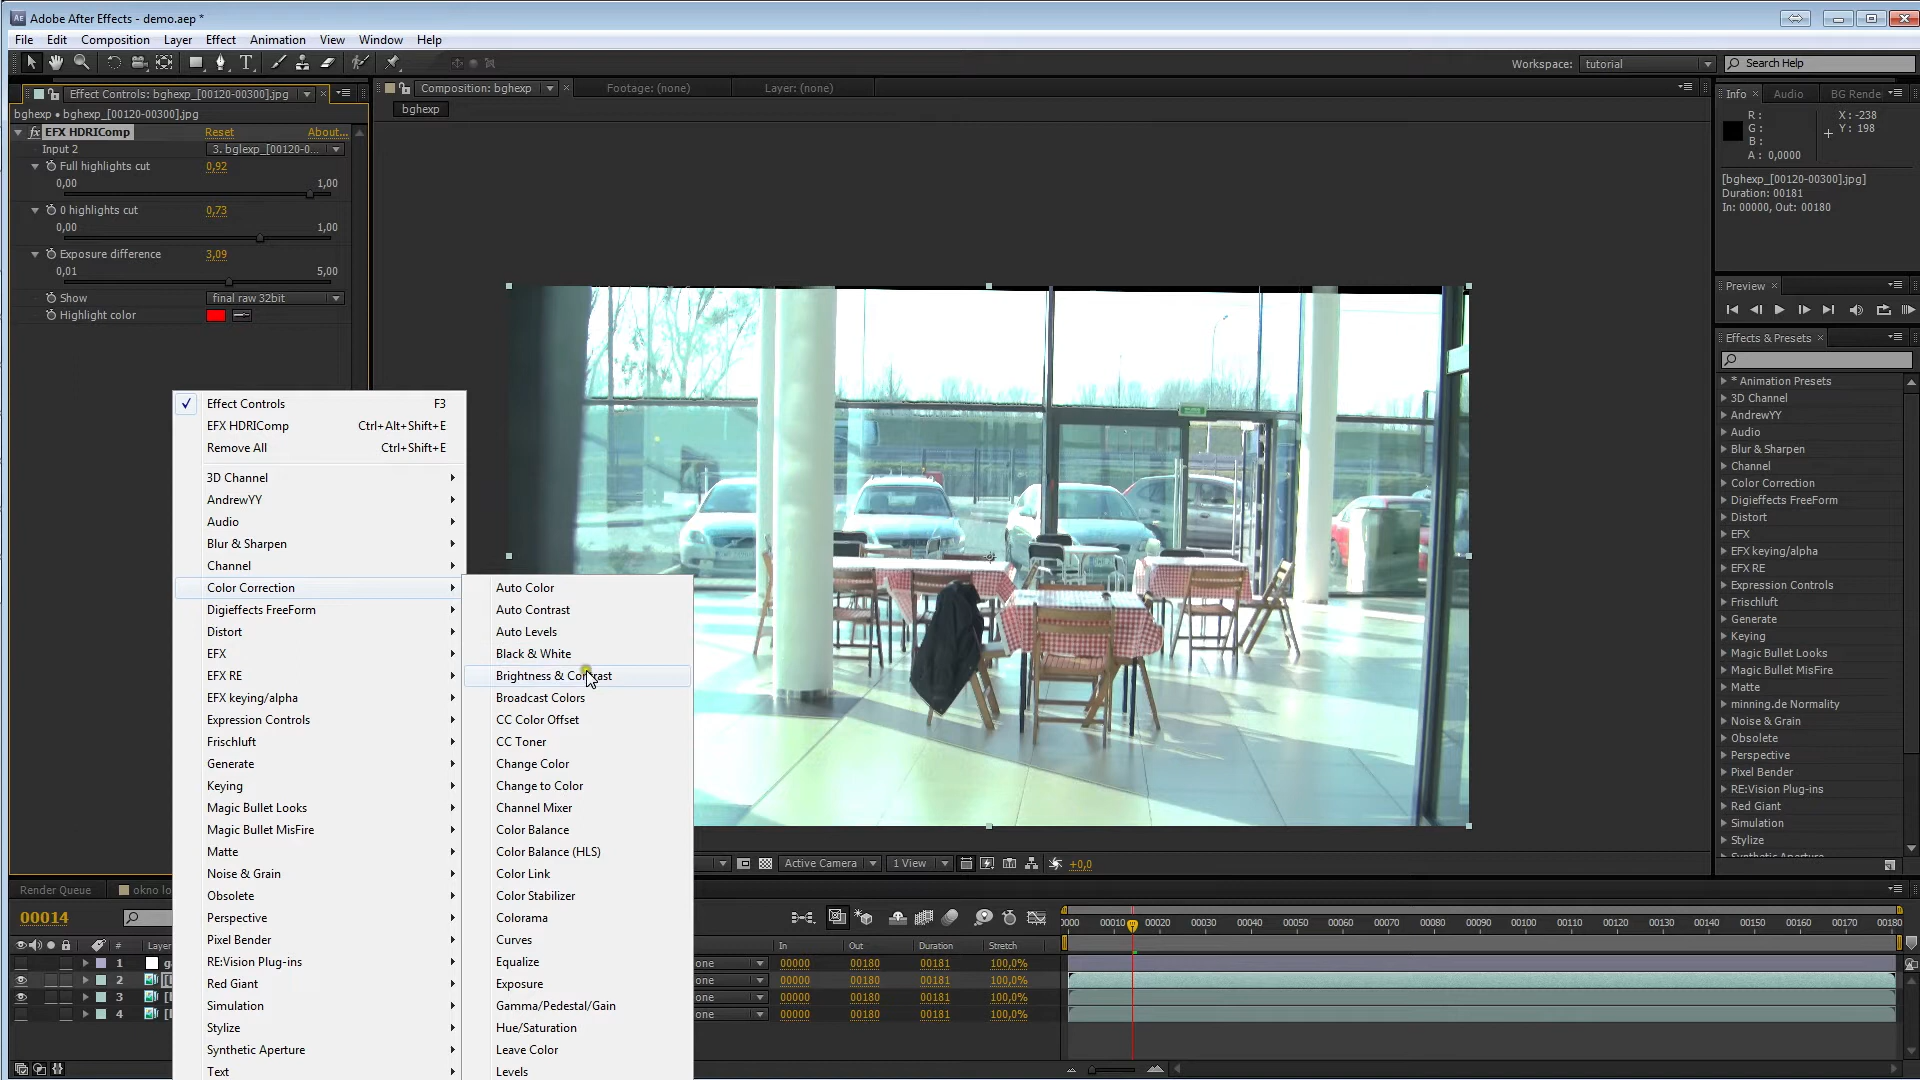 Adobe After Effects - demo.aep *
File Edit Composition Layer Effect Animation View Window Help
Workspace: tutorial Search Help
Effect Controls: bghexp_[00120-00300].jpg
bghexp • bghexp_[00120-00300].jpg
fx EFX HDRIComp Reset About...
Input 2 3. bglexp_[00120-0...
Full highlights cut 0,92
0,00 1,00
0 highlights cut 0,73
0,00 1,00
Exposure difference 3,09
0,01 5,00
Show final raw 32bit
Highlight color
Composition: bghexp Footage: (none) Layer: (none)
bghexp
Effect Controls F3
EFX HDRIComp Ctrl+Alt+Shift+E
Remove All Ctrl+Shift+E
3D Channel
AndrewYY
Audio
Blur & Sharpen
Channel
Color Correction
Digieffects FreeForm
Distort
EFX
EFX RE
EFX keying/alpha
Expression Controls
Frischluft
Generate
Keying
Magic Bullet Looks
Magic Bullet MisFire
Matte
Noise & Grain
Obsolete
Perspective
Pixel Bender
RE:Vision Plug-ins
Red Giant
Simulation
Stylize
Synthetic Aperture
Text
Auto Color
Auto Contrast
Auto Levels
Black & White
Brightness & Contrast
Broadcast Colors
CC Color Offset
CC Toner
Change Color
Change to Color
Channel Mixer
Color Balance
Color Balance (HLS)
Color Link
Color Stabilizer
Colorama
Curves
Equalize
Exposure
Gamma/Pedestal/Gain
Hue/Saturation
Leave Color
Levels
Active Camera 1 View +0,0
Info Audio BG Rende
R : X : -238
G : Y : 198
B :
A : 0,0000
[bghexp_[00120-00300].jpg]
Duration: 00181
In: 00000, Out: 00180
Preview
Effects & Presets
* Animation Presets
3D Channel
AndrewYY
Audio
Blur & Sharpen
Channel
Color Correction
Digieffects FreeForm
Distort
EFX
EFX keying/alpha
EFX RE
Expression Controls
Frischluft
Generate
Keying
Magic Bullet Looks
Magic Bullet MisFire
Matte
minning.de Normality
Noise & Grain
Obsolete
Perspective
Pixel Bender
RE:Vision Plug-ins
Red Giant
Simulation
Stylize
Synthetic Aperture
Render Queue okno lo
00014
# Layer In Out Duration Stretch
0000 00010 00020 00030 00040 00050 00060 00070 00080 00090 00100 00110 00120 00130 00140 00150 00160 00170 00180
1 g one 00000 00180 00181 100,0%
2 [ one 00000 00180 00181 100,0%
3 [ one 00000 00180 00181 100,0%
4 [ one 00000 00180 00181 100,0%